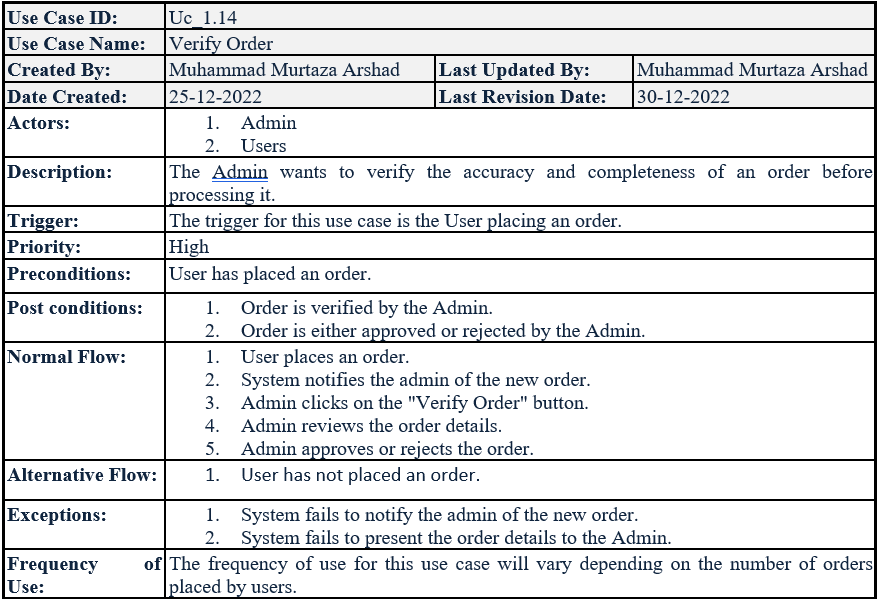 Use Case ID: Uc_1.14
Use Case Name: Verify Order
Created By: Muhammad Murtaza Arshad Last Updated By: Muhammad Murtaza Arshad
Date Created: 25-12-2022 Last Revision Date: 30-12-2022
Actors: 1. Admin
2. Users
Description: The Admin wants to verify the accuracy and completeness of an order before
processing it.
Trigger: The trigger for this use case is the User placing an order.
Priority: High
Preconditions: User has placed an order.
Post conditions: 1. Order is verified by the Admin.
2. Order is either approved or rejected by the Admin.
Normal Flow: 1. User places an order.
2. System notifies the admin of the new order.
3. Admin clicks on the "Verify Order" button.
4. Admin reviews the order details.
5. Admin approves or rejects the order.
Alternative Flow: 1. User has not placed an order.
Exceptions: 1. System fails to notify the admin of the new order.
2. System fails to present the order details to the Admin.
Frequency of The frequency of use for this use case will vary depending on the number of orders
Use: placed by users.